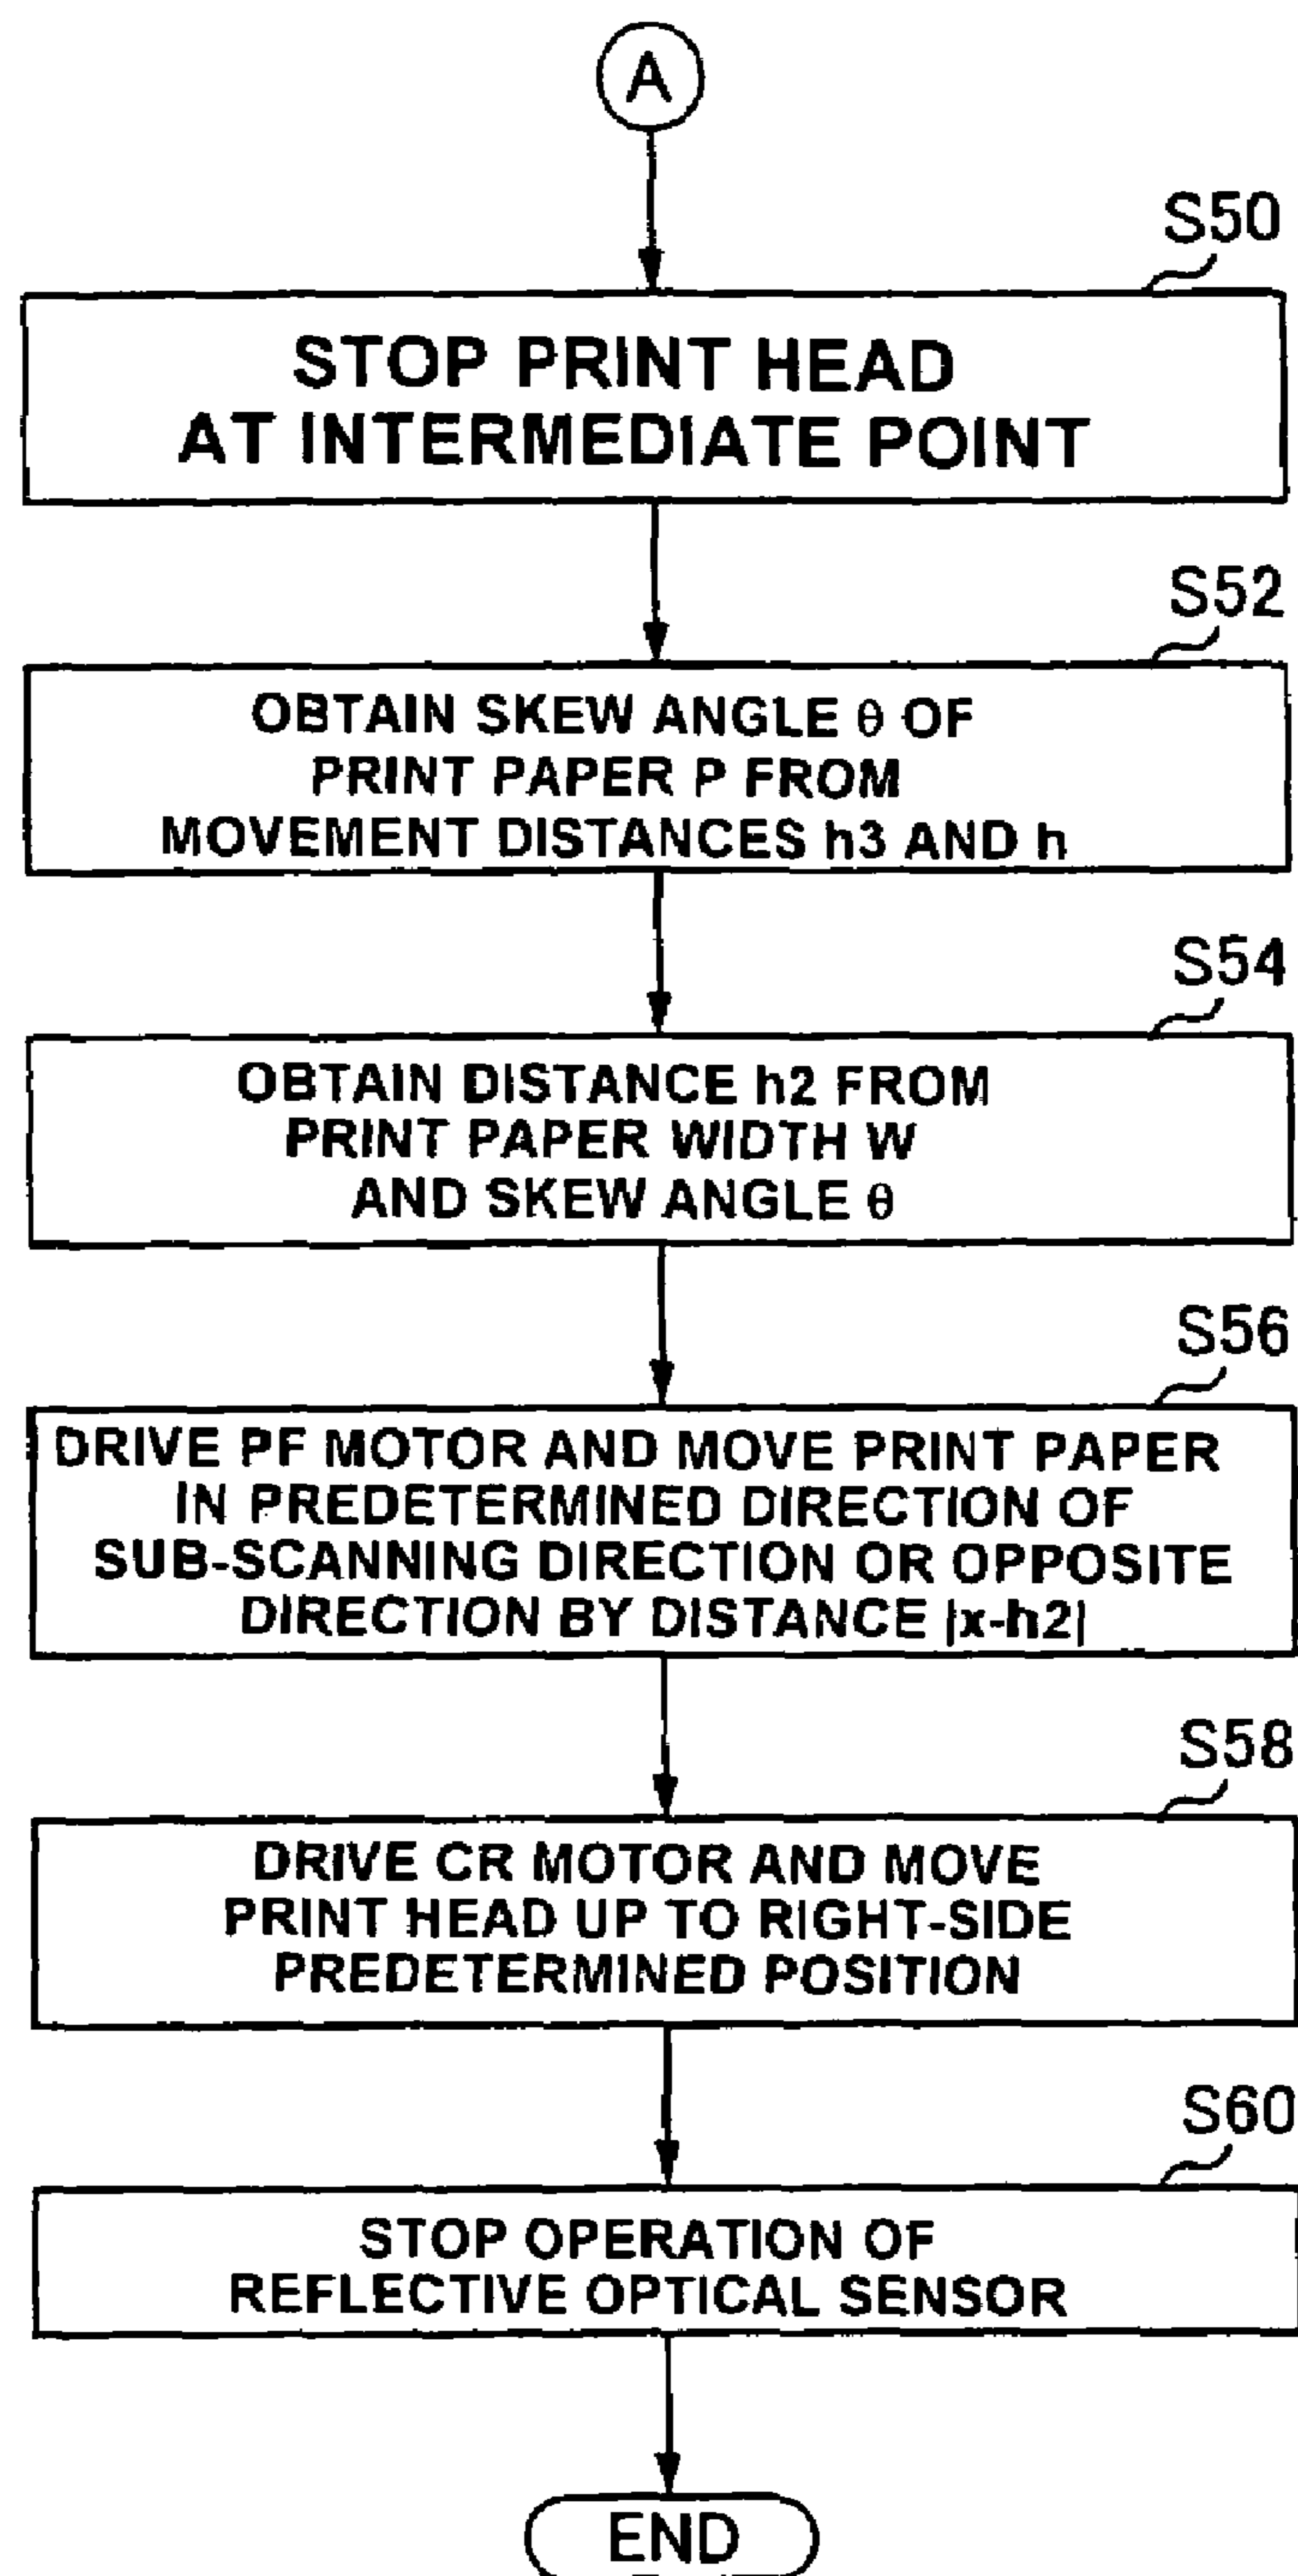 A
S50
STOP PRINT HEAD
AT INTERMEDIATE POINT
S52
OBTAIN SKEW ANGLE θ OF
PRINT PAPER P FROM
MOVEMENT DISTANCES h3 AND h
S54
OBTAIN DISTANCE h2 FROM
PRINT PAPER WIDTH W
AND SKEW ANGLE θ
S56
DRIVE PF MOTOR AND MOVE PRINT PAPER
IN PREDETERMINED DIRECTION OF
SUB-SCANNING DIRECTION OR OPPOSITE
DIRECTION BY DISTANCE |x-h2|
S58
DRIVE CR MOTOR AND MOVE
PRINT HEAD UP TO RIGHT-SIDE
PREDETERMINED POSITION
S60
STOP OPERATION OF
REFLECTIVE OPTICAL SENSOR
END